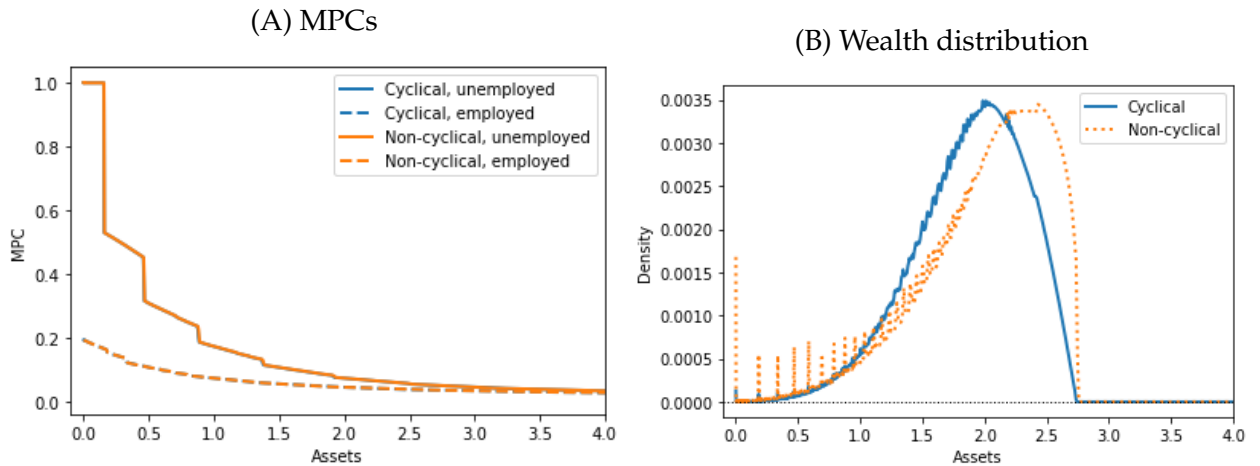 (A) MPCs
1.0
0.8
0.6
0.4
0.2
0.0
MPC
0.0 0.5 1.0 1.5 2.0 2.5 3.0 3.5 4.0
Assets
Cyclical, unemployed
Cyclical, employed
Non-cyclical, unemployed
Non-cyclical, employed
(B) Wealth distribution
0.0035
0.0030
0.0025
0.0020
0.0015
0.0010
0.0005
0.0000
Density
0.0 0.5 1.0 1.5 2.0 2.5 3.0 3.5 4.0
Assets
Cyclical
Non-cyclical